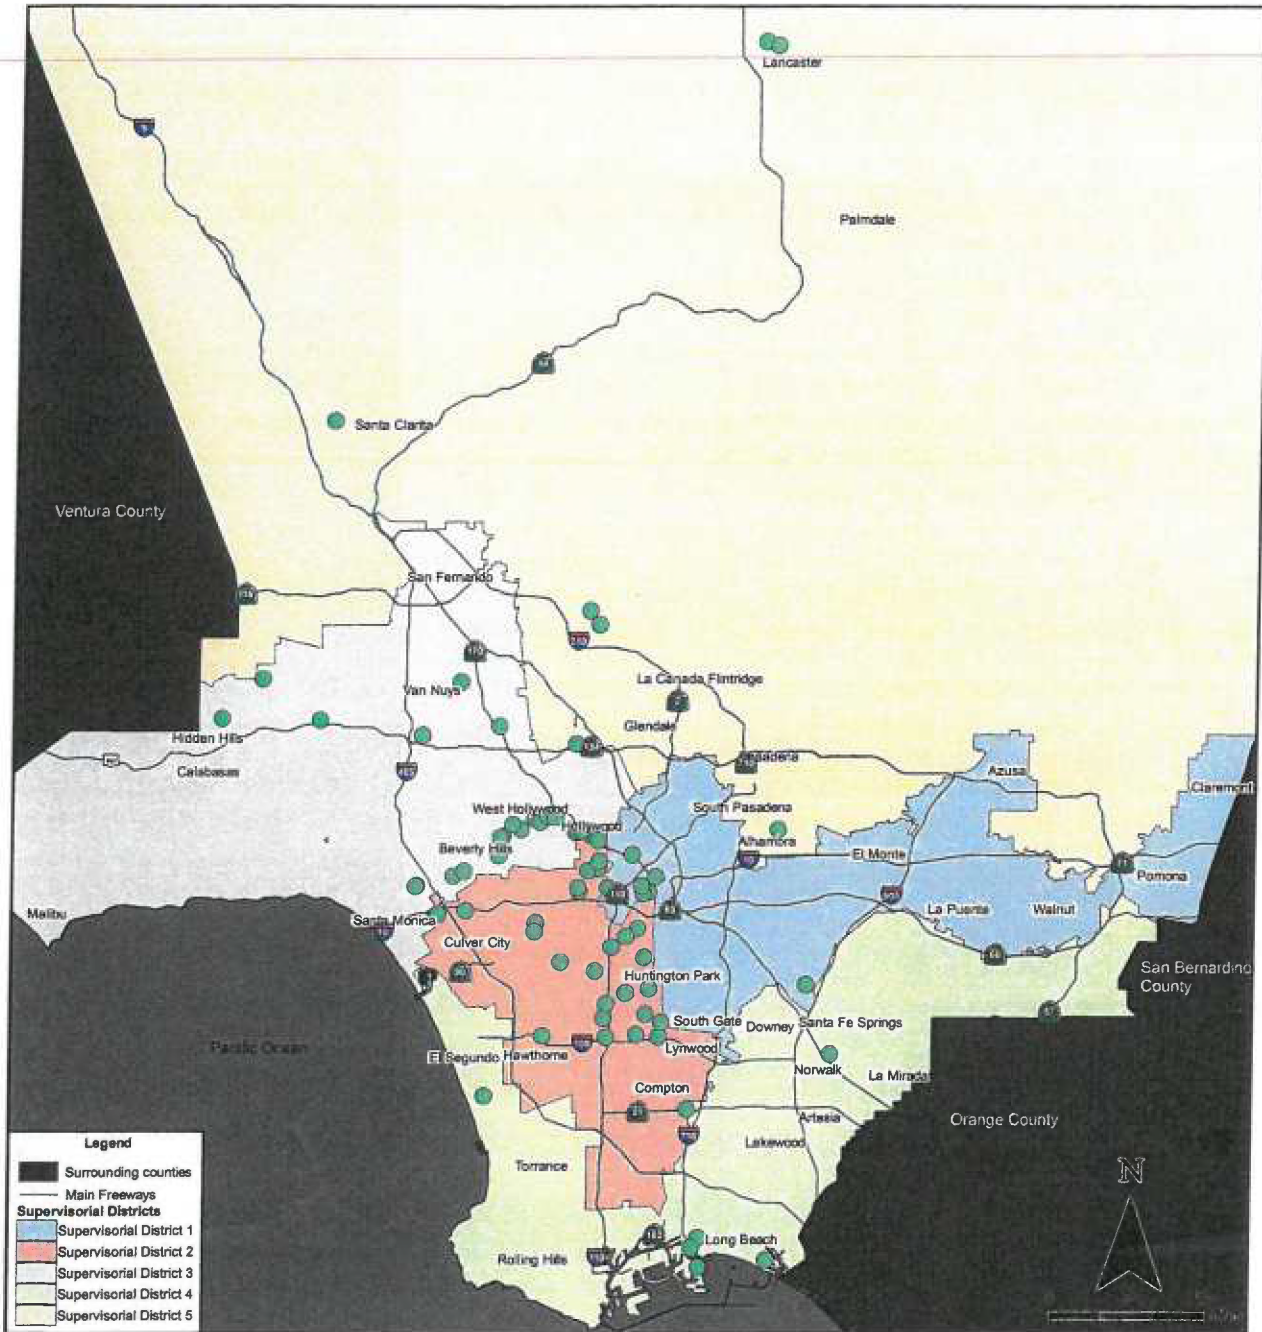 Lancaster
5
Palmdale
Santa Clarita
Ventura County
San Fernando
Van Nuys
La Canada Flintridge
Glendale
Hidden Hills
Calabasas
Pasadena
Azusa
Claremont
West Hollywood
South Pasadena
Hollywood
Beverly Hills
Alhambra
El Monte
Pomona
La Puente
Walnut
Malibu
Santa Monica
Culver City
Huntington Park
San Bernardino
County
South Gate
Downey
Santa Fe Springs
Pacific Ocean
El Segundo
Hawthorne
Lynwood
Norwalk
La Mirada
Compton
Artesia
Orange County
Lakewood
Torrance
Rolling Hills
Long Beach
N
Legend
Surrounding counties
Main Freeways
Supervisorial Districts
Supervisorial District 1
Supervisorial District 2
Supervisorial District 3
Supervisorial District 4
Supervisorial District 5